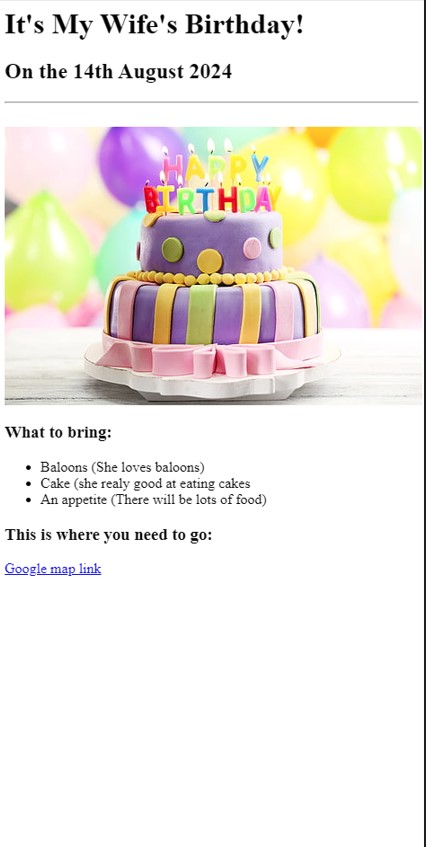 It's My Wife's Birthday!
On the 14th August 2024
HAPPY
BIRTHDAY
What to bring:
Baloons (She loves baloons)
Cake (she realy good at eating cakes
An appetite (There will be lots of food)
This is where you need to go:
Google map link